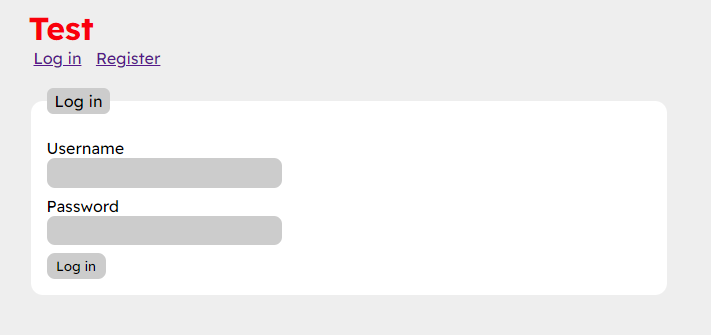 Test
Log in Register
Log in
Username
Password
Log in